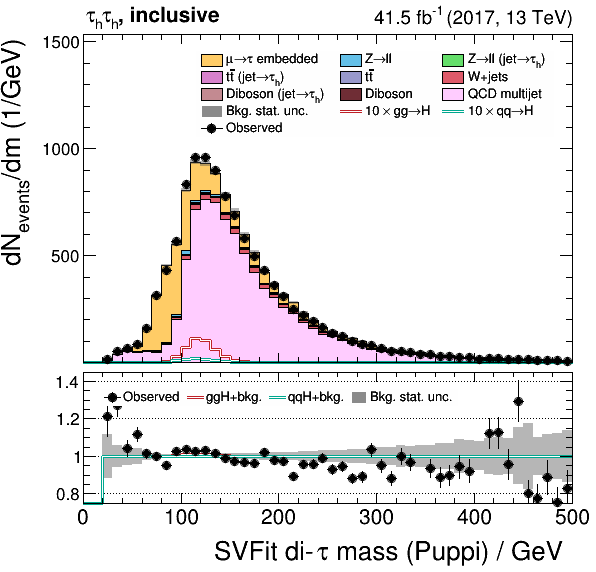 τhτh, inclusive
41.5 fb⁻¹ (2017, 13 TeV)
dNevents/dm (1/GeV)
1500
1000
500
μ→τ embedded
Z→ll
Z→ll (jet→τh)
tt̄ (jet→τh)
tt̄
W+jets
Diboson (jet→τh)
Diboson
QCD multijet
Bkg. stat. unc.
10×gg→H
10×qq→H
Observed
1.4
1.2
1
0.8
Observed
ggH+bkg.
qqH+bkg.
Bkg. stat. unc.
0 100 200 300 400 500
SVFit di-τ mass (Puppi) / GeV